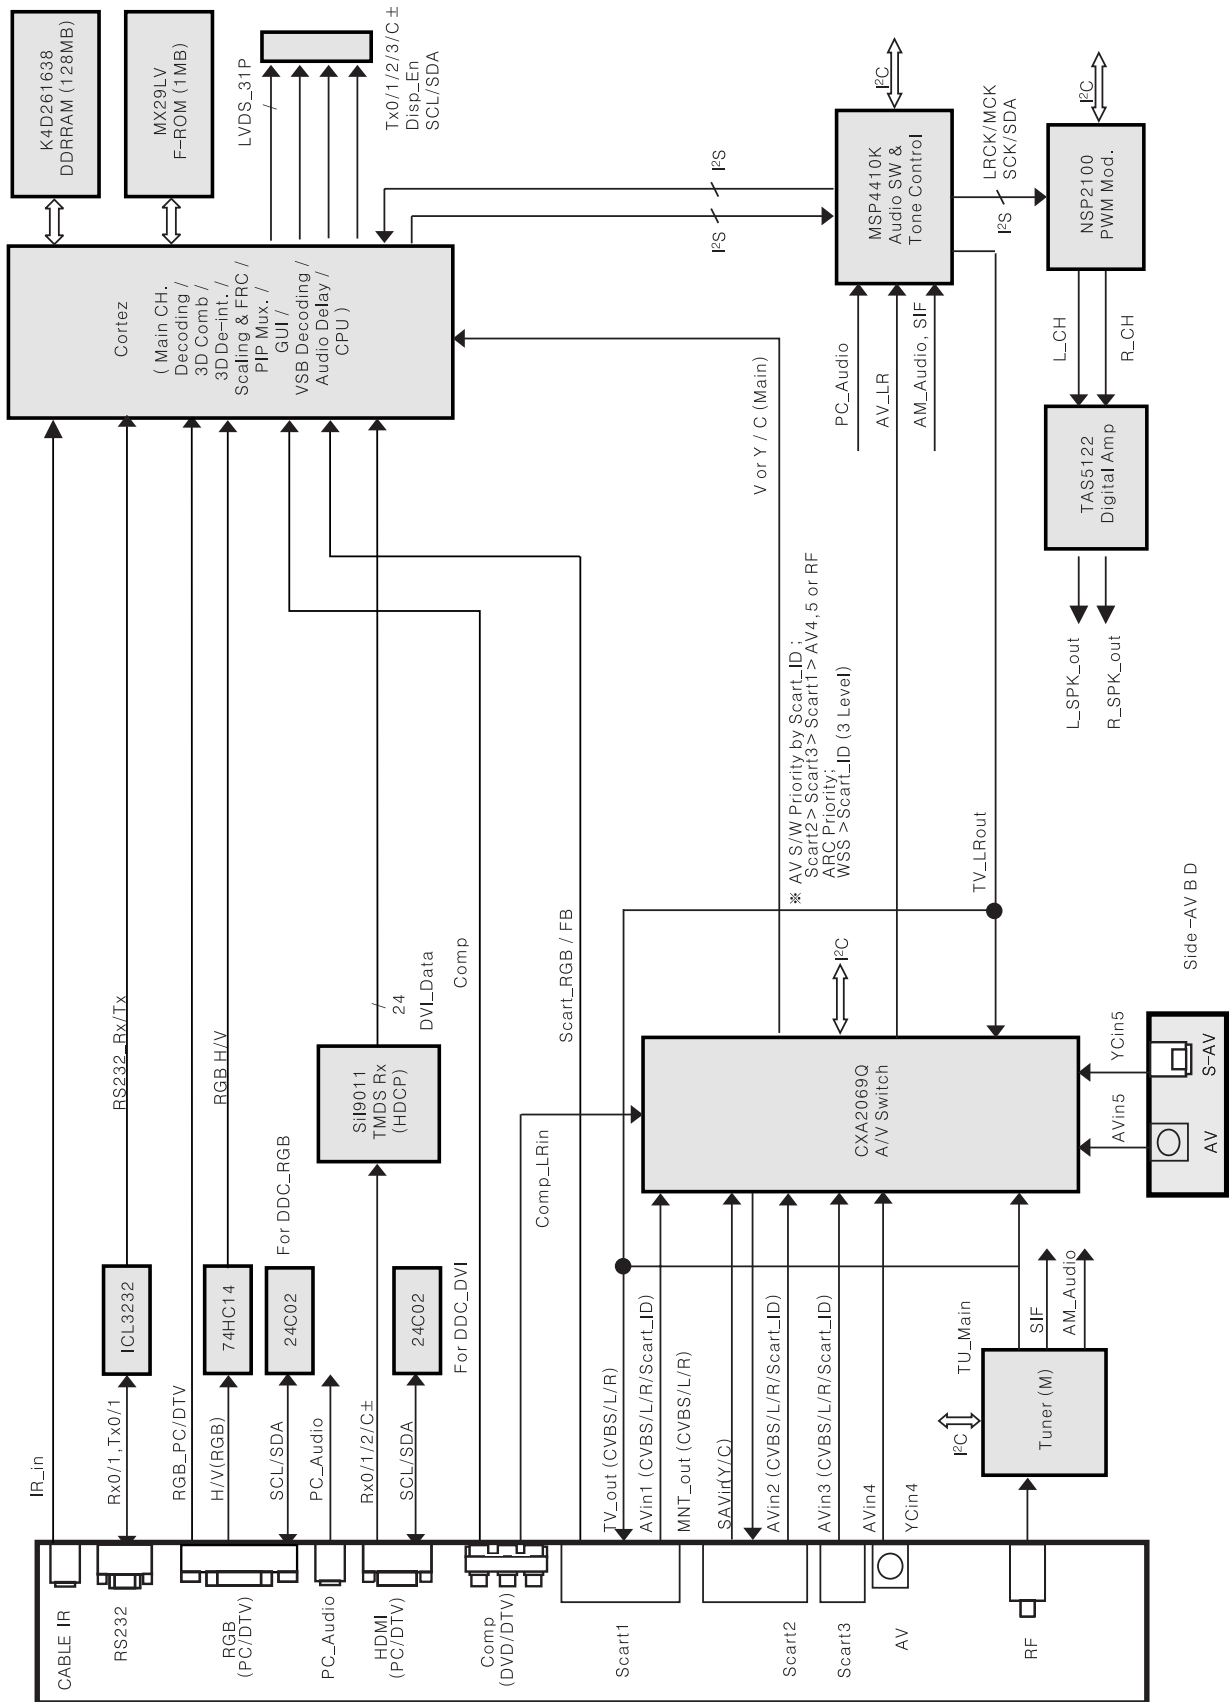 CABLE IR
RS232
RGB
(PC/DTV)
PC_Audio
HDMI
(PC/DTV)
Comp
(DVD/DTV)
Scart1
Scart2
Scart3
AV
RF
IR_in
Rx0/1,Tx0/1
RGB_PC/DTV
H/V(RGB)
SCL/SDA
PC_Audio
Rx0/1/2/C±
SCL/SDA
TV_out (CVBS/L/R)
AVin1 (CVBS/L/R/Scart_ID)
MNT_out (CVBS/L/R)
SAVin(Y/C)
AVin2 (CVBS/L/R/Scart_ID)
AVin3 (CVBS/L/R/Scart_ID)
AVin4
YCin4
ICL3232
74HC14
24C02
For DDC_RGB
24C02
For DDC_DVI
Comp_LRin
I²C
TU_Main
Tuner (M)
SIF
AM_Audio
RS232_Rx/Tx
RGB H/V
SiI9011
TMDS Rx
(HDCP)
24
DVI_Data
Comp
Scart_RGB / FB
CXA2069Q
A/V Switch
I²C
AVin5
YCin5
AV
S-AV
Side -AV B D
TV_LRout
※ AV S/W Priority by Scart_ID ;
Scart2 > Scart3 > Scart1 > AV4,5 or RF
ARC Priority;
WSS >Scart_ID (3 Level)
V or Y / C (Main)
PC_Audio
AV_LR
AM_Audio, SIF
L_SPK_out
R_SPK_out
TAS5122
Digital Amp
L_CH
R_CH
Cortez
( Main CH.
Decoding /
3D Comb /
3D De-int. /
Scaling & FRC /
PIP Mux. /
GUI /
VSB Decoding /
Audio Delay /
CPU )
I²S
I²S
MSP4410K
Audio SW &
Tone Control
I²C
I²S
LRCK/MCK
SCK/SDA
NSP2100
PWM Mod.
I²C
K4D261638
DDRRAM (128MB)
MX29LV
F-ROM (1MB)
LVDS_31P
Tx0/1/2/3/C±
Disp_En
SCL/SDA